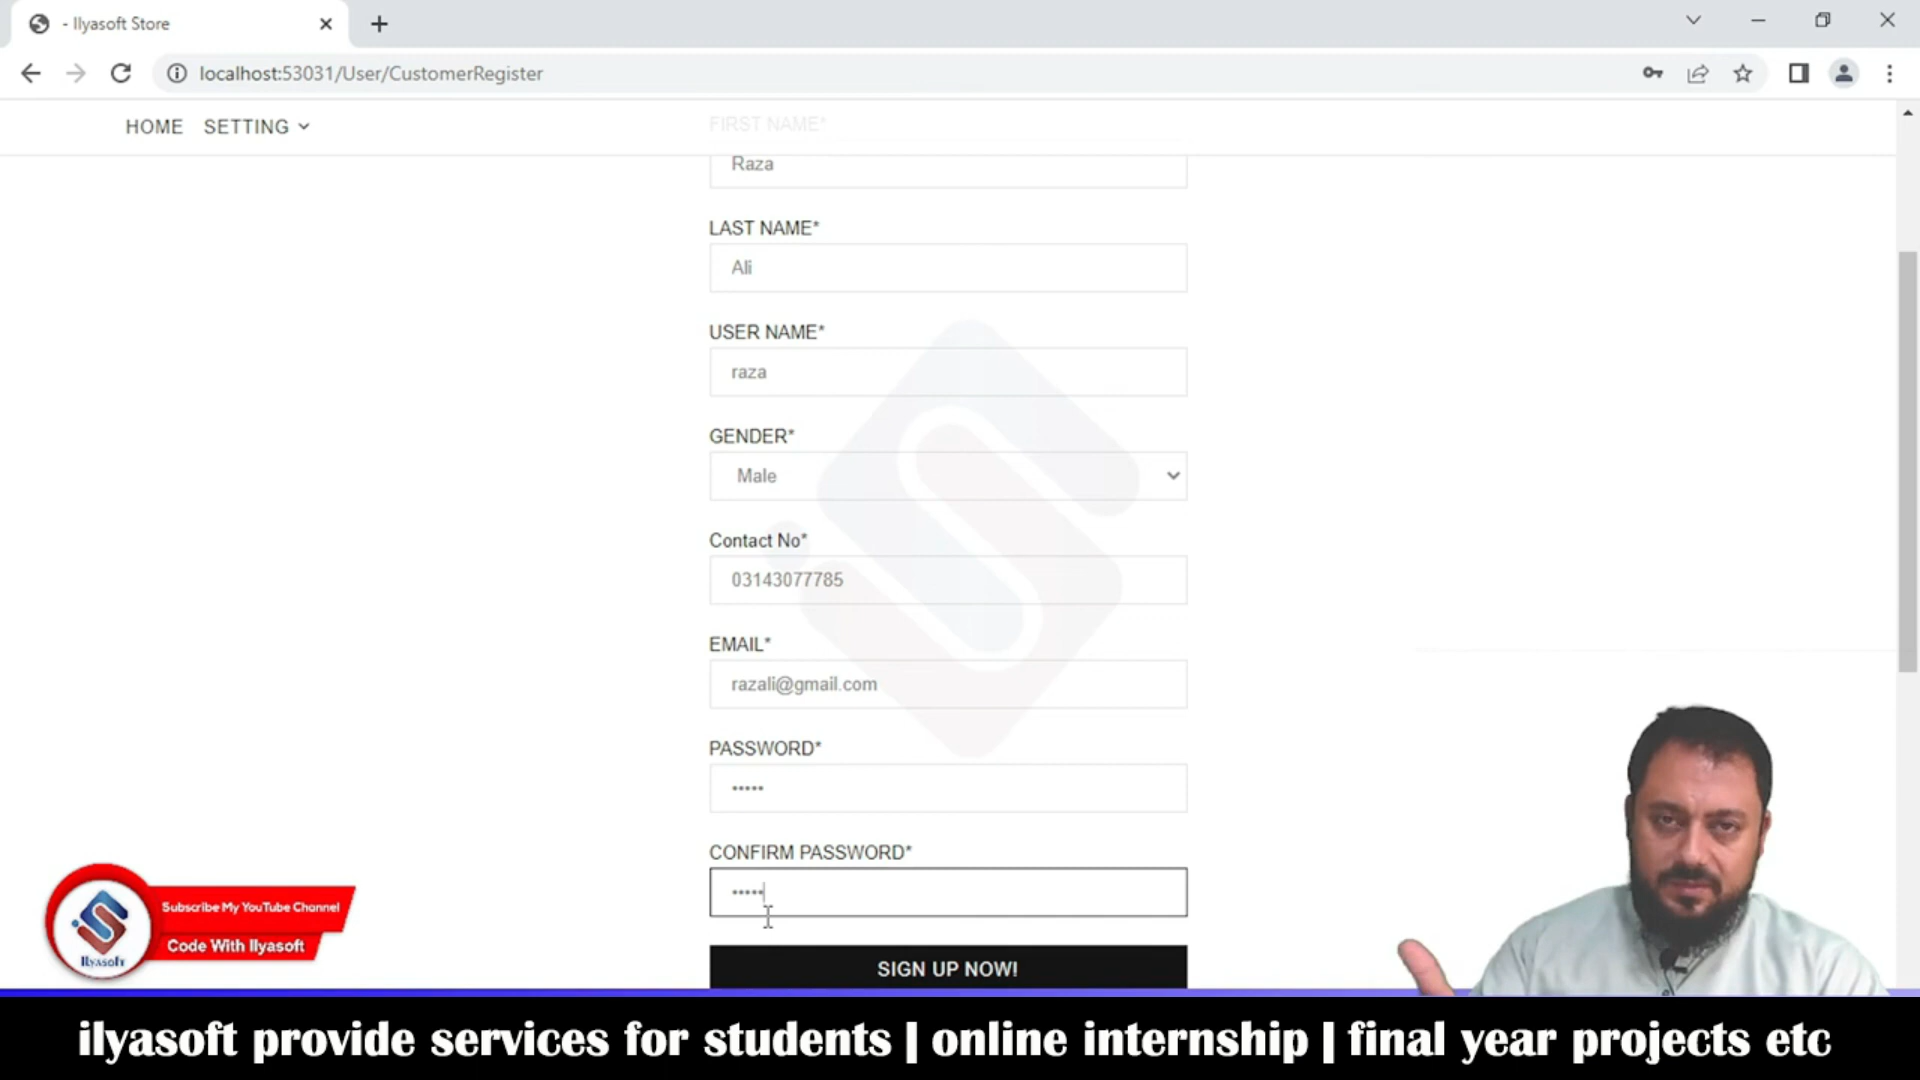 - Ilyasoft Store
localhost:53031/User/CustomerRegister
HOME SETTING
FIRST NAME*
Raza
LAST NAME*
Ali
USER NAME*
raza
GENDER*
Male
Contact No*
03143077785
EMAIL*
razali@gmail.com
PASSWORD*
•••••
CONFIRM PASSWORD*
•••••
SIGN UP NOW!
Subscribe My YouTube Channel
Code With Ilyasoft
Ilyasoft
ilyasoft provide services for students | online internship | final year projects etc